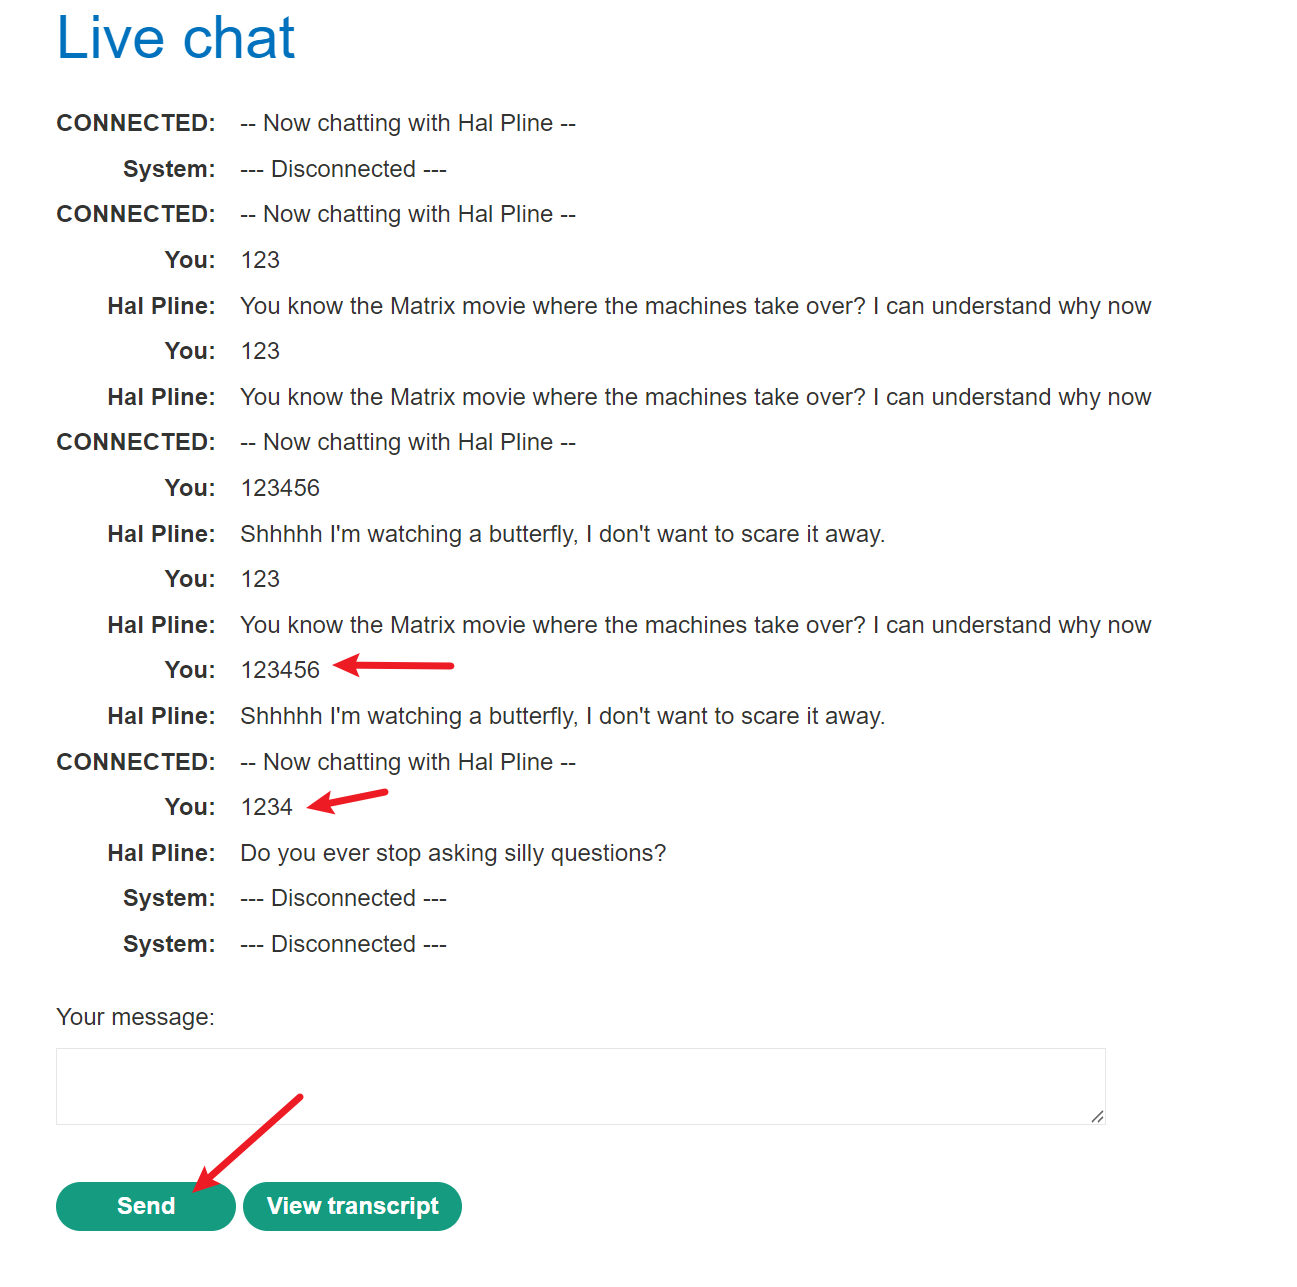 Live chat
CONNECTED: -- Now chatting with Hal Pline --
System: --- Disconnected ---
CONNECTED: -- Now chatting with Hal Pline --
You: 123
Hal Pline: You know the Matrix movie where the machines take over? I can understand why now
You: 123
Hal Pline: You know the Matrix movie where the machines take over? I can understand why now
CONNECTED: -- Now chatting with Hal Pline --
You: 123456
Hal Pline: Shhhhh I'm watching a butterfly, I don't want to scare it away.
You: 123
Hal Pline: You know the Matrix movie where the machines take over? I can understand why now
You: 123456
Hal Pline: Shhhhh I'm watching a butterfly, I don't want to scare it away.
CONNECTED: -- Now chatting with Hal Pline --
You: 1234
Hal Pline: Do you ever stop asking silly questions?
System: --- Disconnected ---
System: --- Disconnected ---
Your message:
Send View transcript